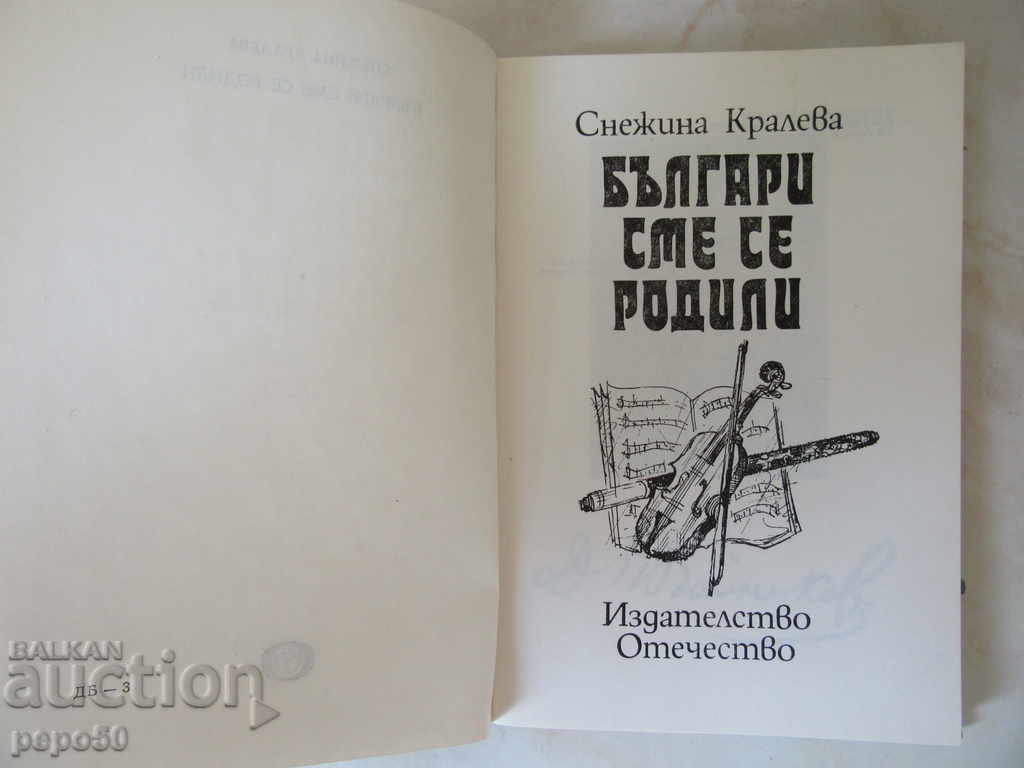 Снежина Кралева
БЪЛГАРИ
СМЕ СЕ
РОДИЛИ
Издателство
Отечество
ДБ — 3
BALKAN
auction
pepo50